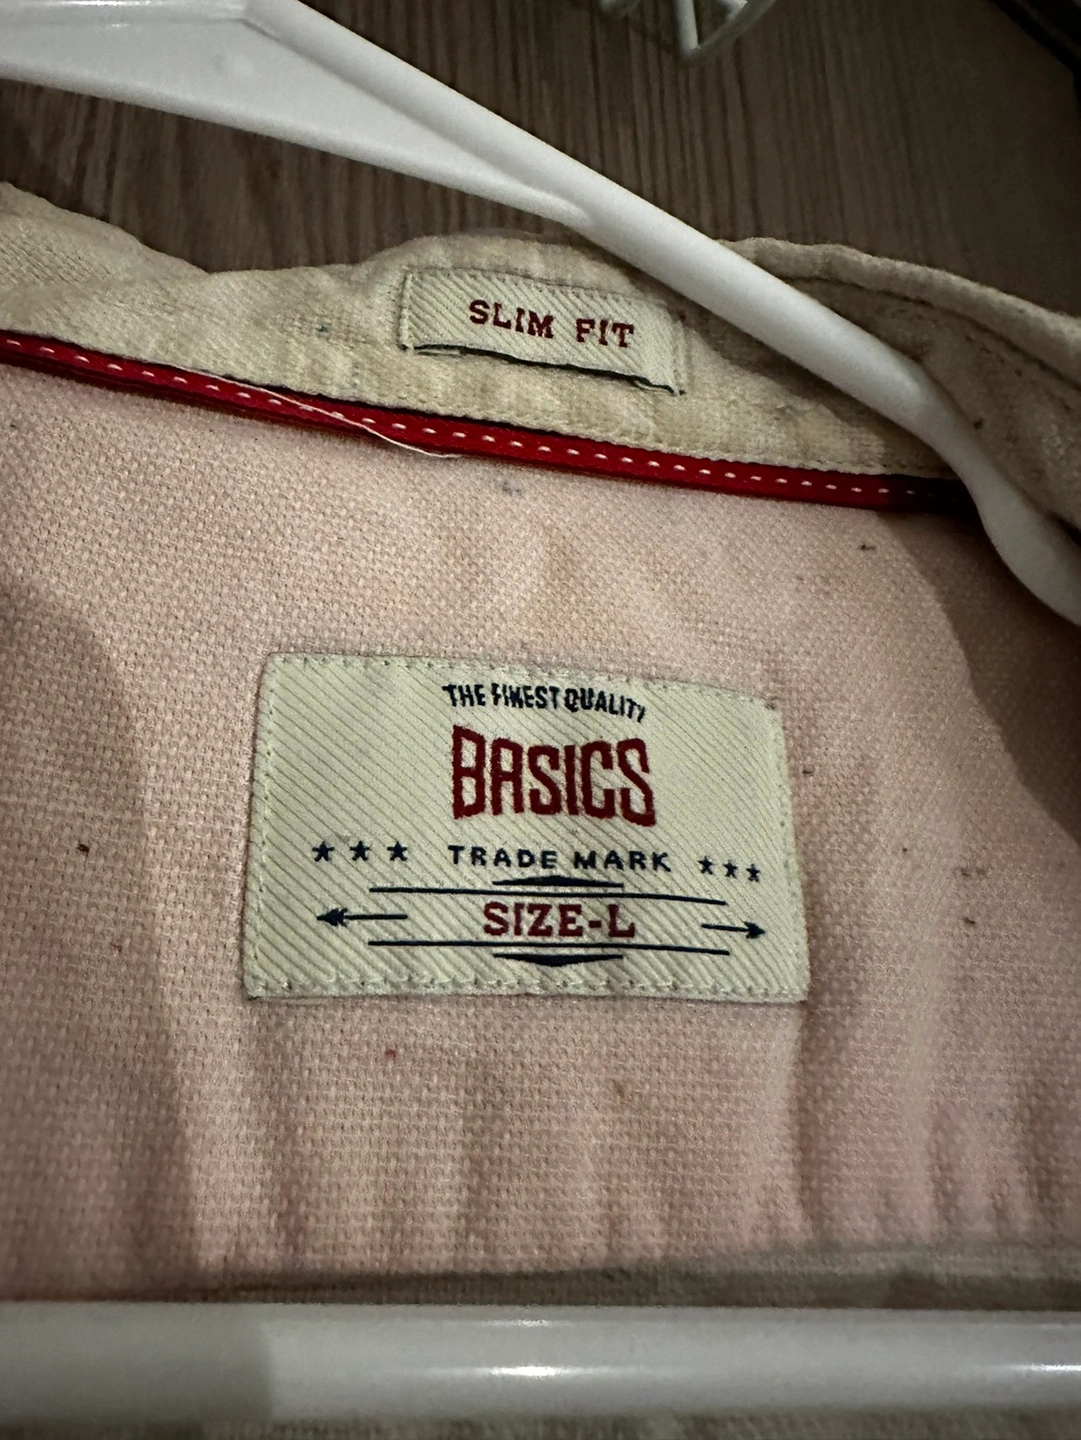 SLIM FIT
THE FINEST QUALITY
BASICS
TRADE MARK
SIZE-L